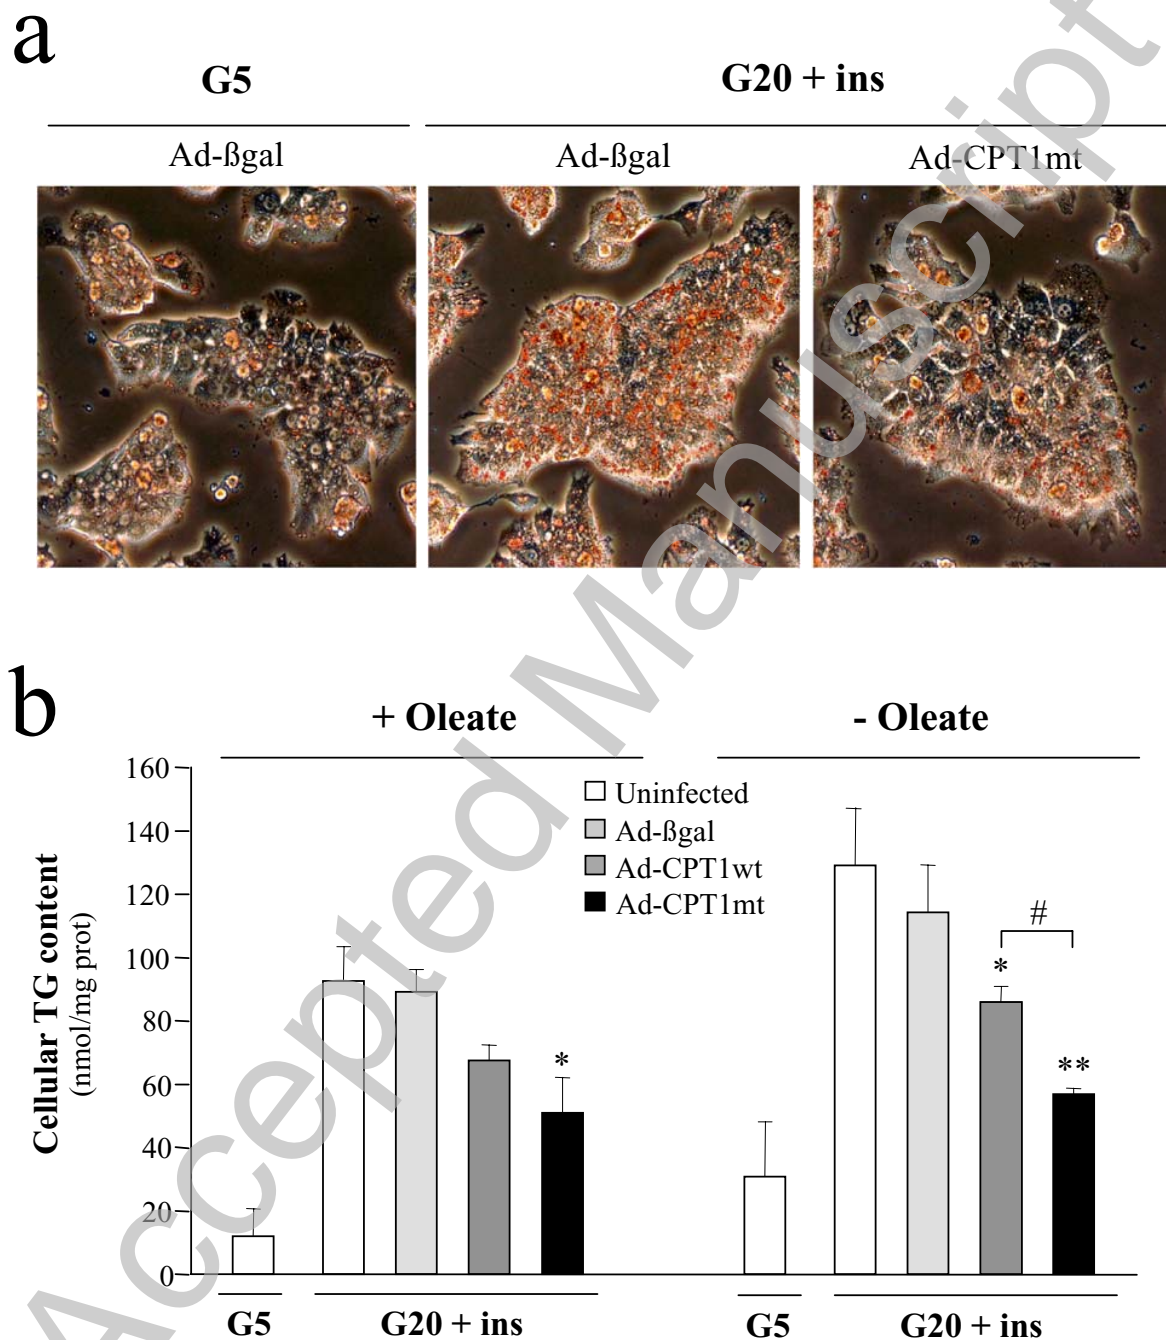 a
G5
G20 + ins
Ad-ßgal
Ad-ßgal
Ad-CPT1mt
b
+ Oleate
- Oleate
Uninfected
Ad-ßgal
Ad-CPT1wt
Ad-CPT1mt
Cellular TG content
(nmol/mg prot)
160
140
120
100
80
60
40
20
0
*
#
*
**
G5
G20 + ins
G5
G20 + ins
Accepted Manuscript